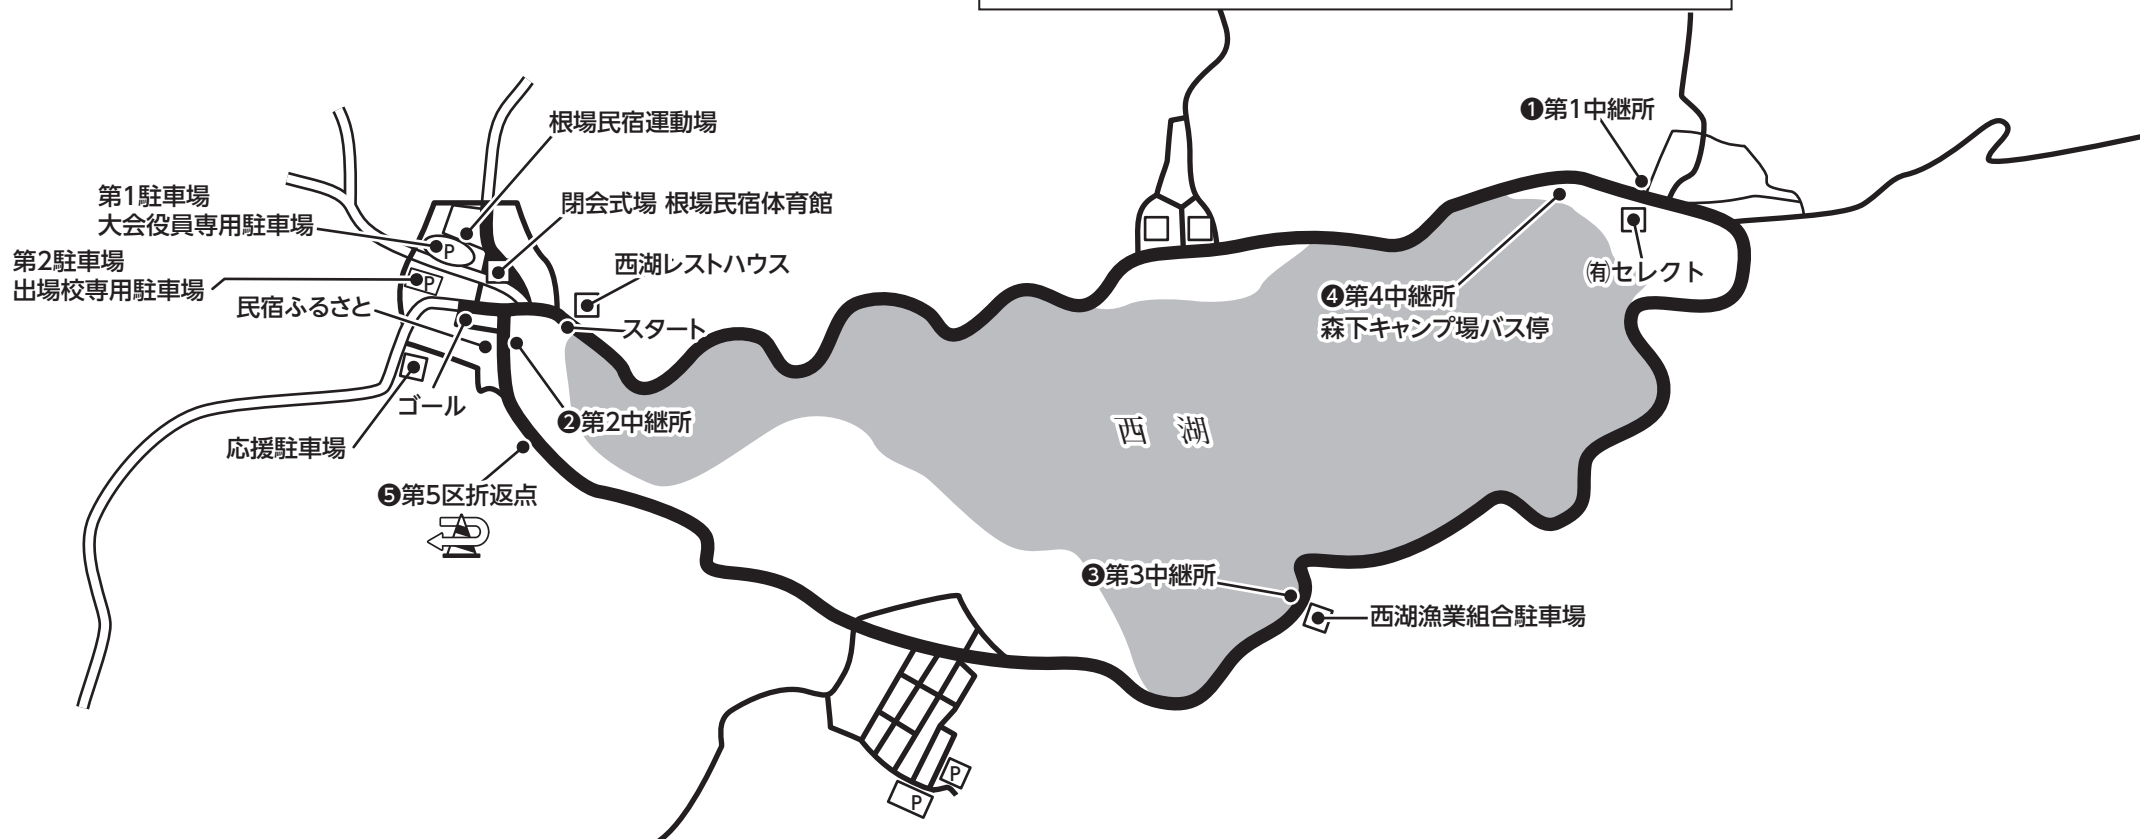 ❶第1中継所
根場民宿運動場
第1駐車場
大会役員専用駐車場
閉会式場 根場民宿体育館
P
第2駐車場
出場校専用駐車場
P
西湖レストハウス
㈲セレクト
民宿ふるさと
スタート
❹第4中継所
森下キャンプ場バス停
ゴール
❷第2中継所
西 湖
応援駐車場
❺第5区折返点
❸第3中継所
西湖漁業組合駐車場
P
P